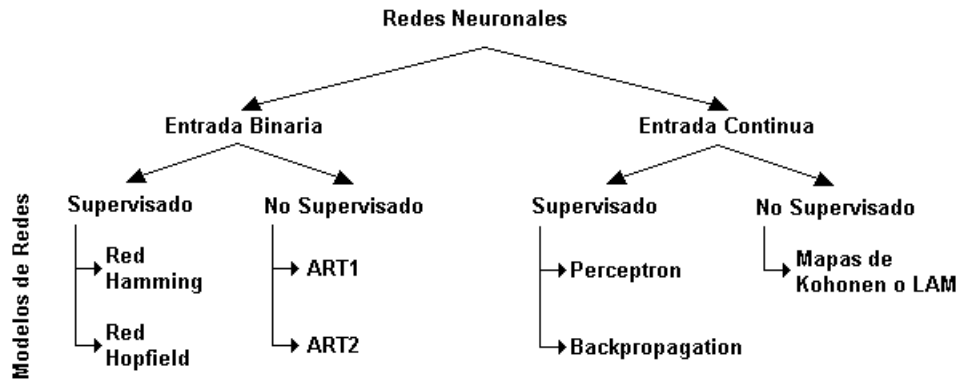 Redes Neuronales
Entrada Binaria
Entrada Continua
Supervisado
No Supervisado
Supervisado
No Supervisado
Modelos de Redes
Red
Hamming
ART1
Perceptron
Mapas de
Kohonen o LAM
Red
Hopfield
ART2
Backpropagation